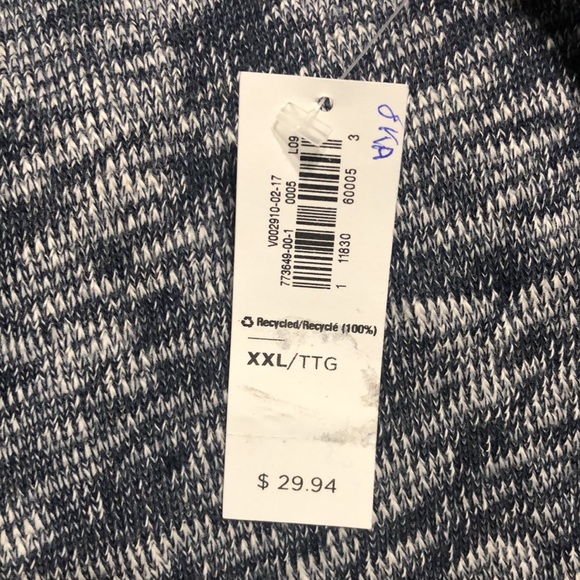 8KA
V002910-02-17
773649-00-1 0005 L09
1 11830 60005 3
Recycled/Recyclé (100%)
XXL/TTG
$ 29.94